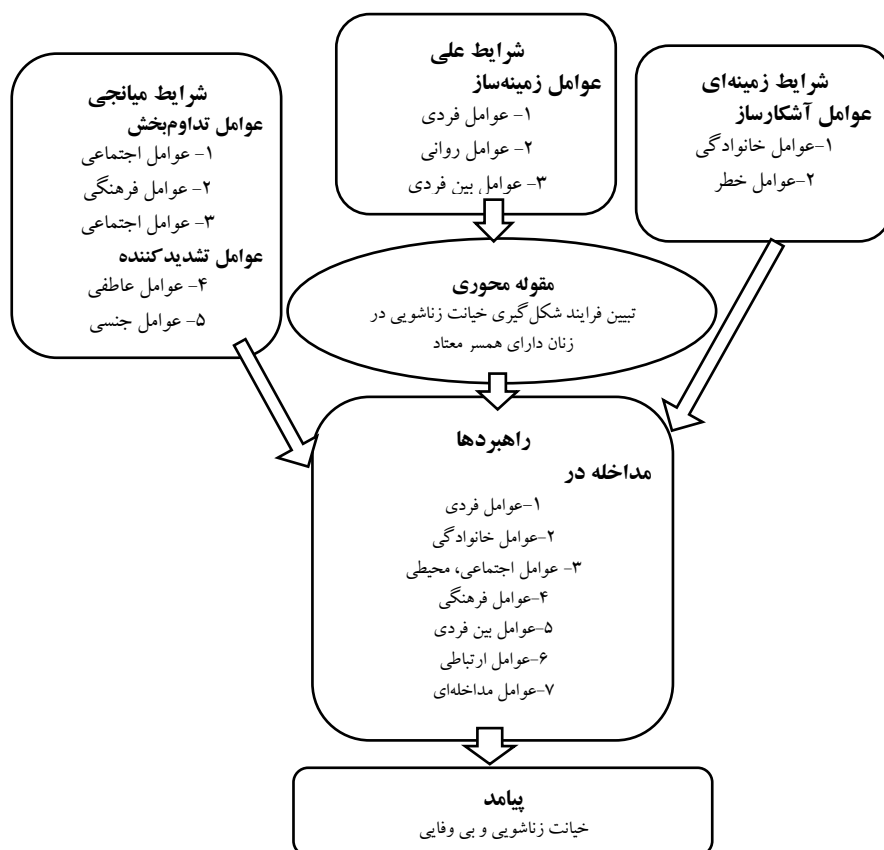 شرایط زمینه‌ای
عوامل آشکارساز
۱-عوامل خانوادگی
۲-عوامل خطر
شرایط علی
عوامل زمینه‌ساز
۱- عوامل فردی
۲- عوامل روانی
۳- عوامل بین فردی
شرایط میانجی
عوامل تداوم‌بخش
۱- عوامل اجتماعی
۲- عوامل فرهنگی
۳- عوامل اجتماعی
عوامل تشدیدکننده
۴- عوامل عاطفی
۵- عوامل جنسی
مقوله محوری
تبیین فرایند شکل‌گیری خیانت زناشویی در
زنان دارای همسر معتاد
راهبردها
مداخله در
۱-عوامل فردی
۲-عوامل خانوادگی
۳- عوامل اجتماعی، محیطی
۴-عوامل فرهنگی
۵-عوامل بین فردی
۶-عوامل ارتباطی
۷-عوامل مداخله‌ای
پیامد
خیانت زناشویی و بی وفایی